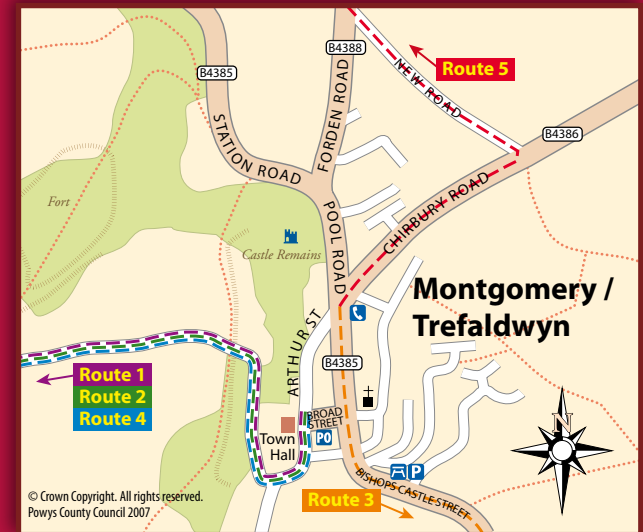 B4385
B4388
Route 5
NEW ROAD
B4386
STATION ROAD
FORDEN ROAD
Fort
POOL ROAD
CHIRBURY ROAD
Castle Remains
Montgomery /
Trefaldwyn
ARTHUR ST
B4385
Route 1
Route 2
Route 4
BROAD
STREET
Town
Hall
PO
P
BISHOPS CASTLE STREET
Route 3
N
© Crown Copyright. All rights reserved.
Powys County Council 2007